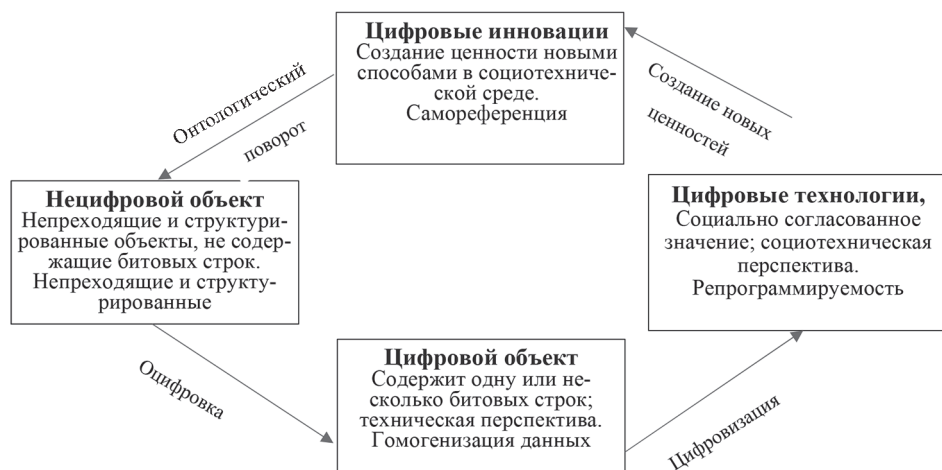 Цифровые инновации
Создание ценности новыми
способами в социотехниче-
ской среде.
Самореференция
Онтологический
поворот
Создание новых
ценностей
Нецифровой объект
Непреходящие и структури-
рованные объекты, не содер-
жащие битовых строк.
Непреходящие и структу-
рированные
Цифровые технологии,
Социально согласованное
значение; социотехническая
перспектива.
Репрограммируемость
Оцифровка
Цифровой объект
Содержит одну или не-
сколько битовых строк;
техническая перспектива.
Гомогенизация данных
Цифровизация